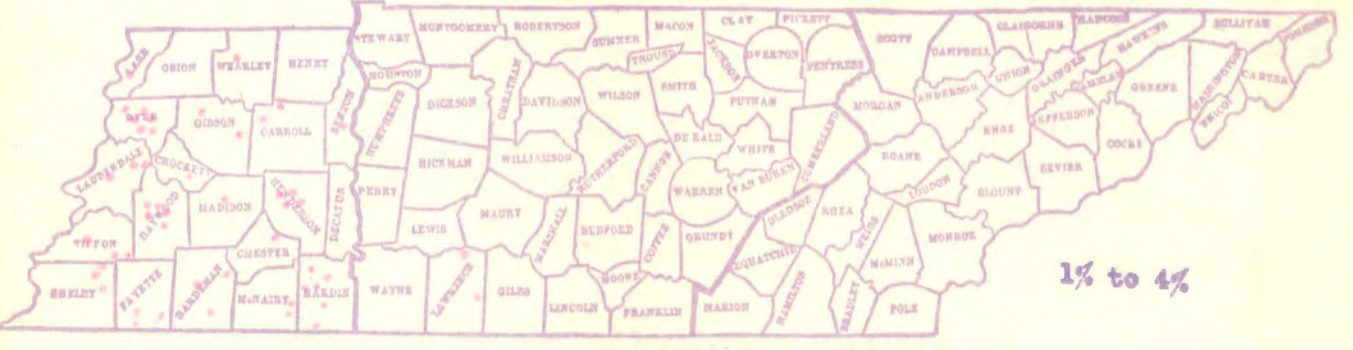 STEWART
MONTGOMERY
ROBERTSON
SUMNER
MACON
CLAY
PICKETT
SCOTT
CAMPBELL
CLAIBORNE
HANCOCK
HAWKINS
SULLIVAN
JOHNSON
LAKE
OBION
WEAKLEY
HENRY
HOUSTON
DICKSON
CHEATHAM
DAVIDSON
WILSON
TROUSD
SMITH
JACKSON
OVERTON
FENTRESS
PUTNAM
MORGAN
ANDERSON
UNION
GRAINGER
HAMBLEN
GREENE
WASHINGTON
CARTER
UNICOI
DYER
GIBSON
CARROLL
BENTON
HUMPHREYS
HICKMAN
WILLIAMSON
RUTHERFORD
CANNON
DE KALB
WHITE
CUMBERLAND
ROANE
KNOX
JEFFERSON
SEVIER
COCKE
LAUDERDALE
CROCKETT
MADISON
HENDERSON
DECATUR
PERRY
LEWIS
MAURY
MARSHALL
BEDFORD
COFFEE
WARREN
VAN BUREN
GRUNDY
BLEDSOE
RHEA
MEIGS
LOUDON
BLOUNT
MONROE
HAYWOOD
TIPTON
CHESTER
SHELBY
FAYETTE
HARDEMAN
McNAIRY
HARDIN
WAYNE
LAWRENCE
GILES
LINCOLN
MOORE
FRANKLIN
MARION
SEQUATCHIE
HAMILTON
BRADLEY
McMINN
POLK
1% to 4%